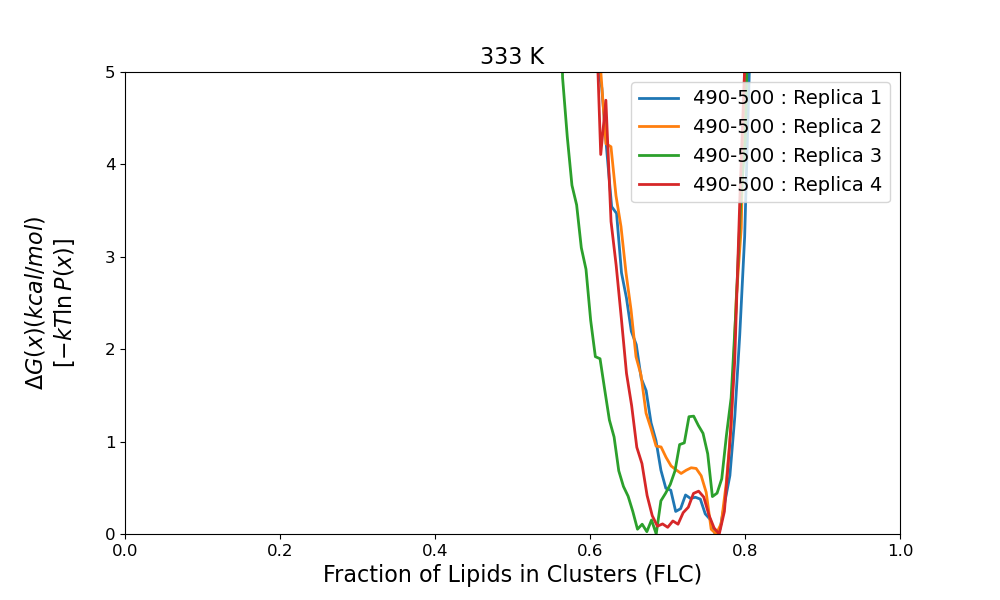 333 K
ΔG(x)(kcal/mol)
[−kTln P(x)]
5
4
3
2
1
0
0.0 0.2 0.4 0.6 0.8 1.0
Fraction of Lipids in Clusters (FLC)
490-500 : Replica 1
490-500 : Replica 2
490-500 : Replica 3
490-500 : Replica 4